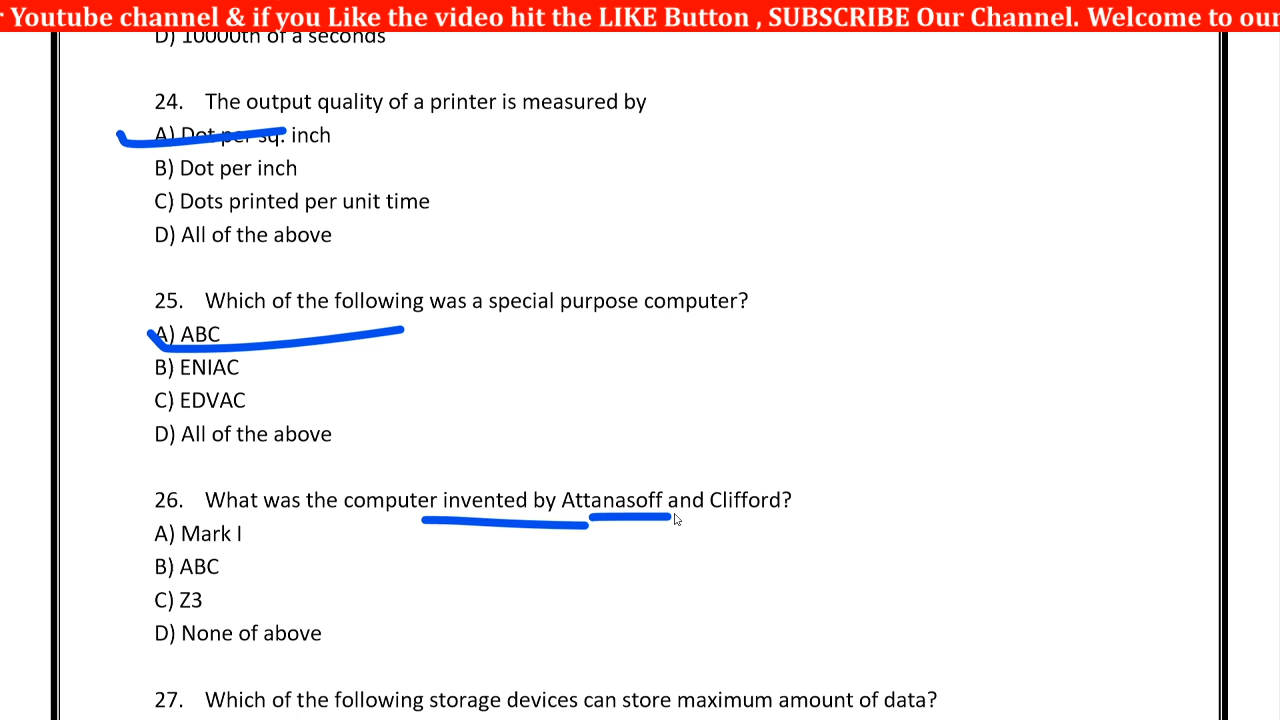 Youtube channel & if you Like the video hit the LIKE Button , SUBSCRIBE Our Channel. Welcome to our
D) 10000th of a seconds
24. The output quality of a printer is measured by
A) Dot per sq. inch
B) Dot per inch
C) Dots printed per unit time
D) All of the above
25. Which of the following was a special purpose computer?
A) ABC
B) ENIAC
C) EDVAC
D) All of the above
26. What was the computer invented by Attanasoff and Clifford?
A) Mark I
B) ABC
C) Z3
D) None of above
27. Which of the following storage devices can store maximum amount of data?